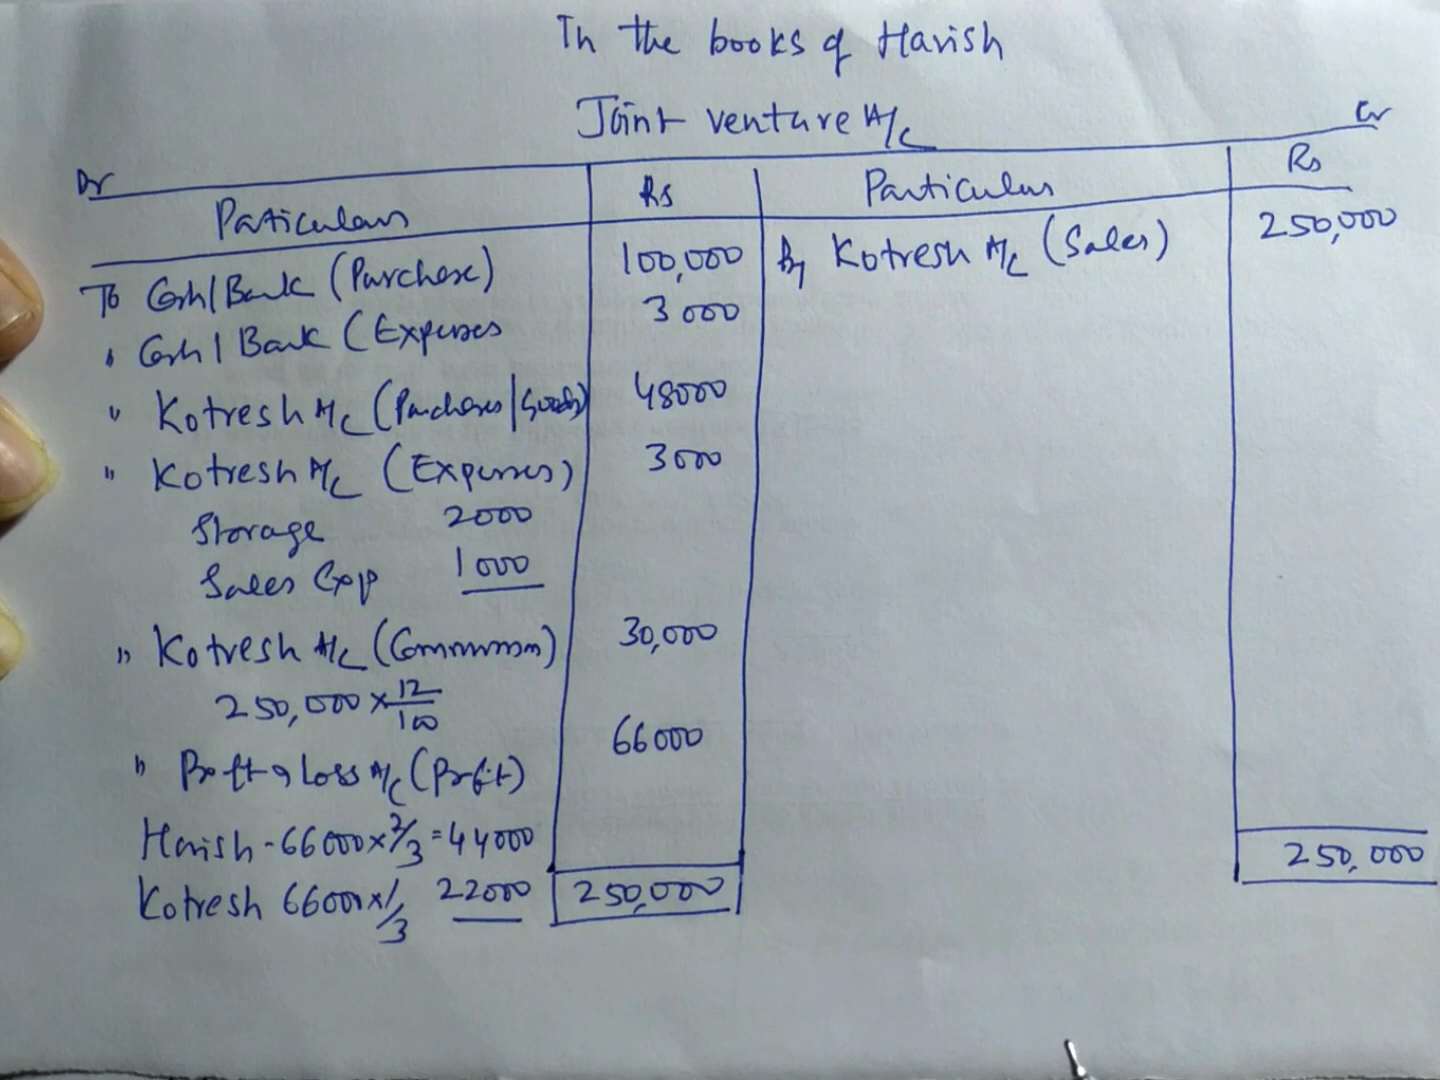 In the books of Harish
Joint venture A/c
Dr Cr
Paticulars Rs Particulars Rs
To Cash/Bank (Purchase) 100,000 By Kotresh A/c (Sales) 250,000
" Cash/Bank (Expenses 3000
" Kotresh A/c (Purchases/Goods) 48000
" Kotresh A/c (Expenses) 3000
Storage 2000
Sales Exp 1000
" Kotresh A/c (Commission) 30,000
250,000 × 12/100
" Profit & Loss A/c (Profit) 66000
Harish - 66000 × 2/3 = 44000
Kotresh 66000 × 1/3 22000
250,000 250,000